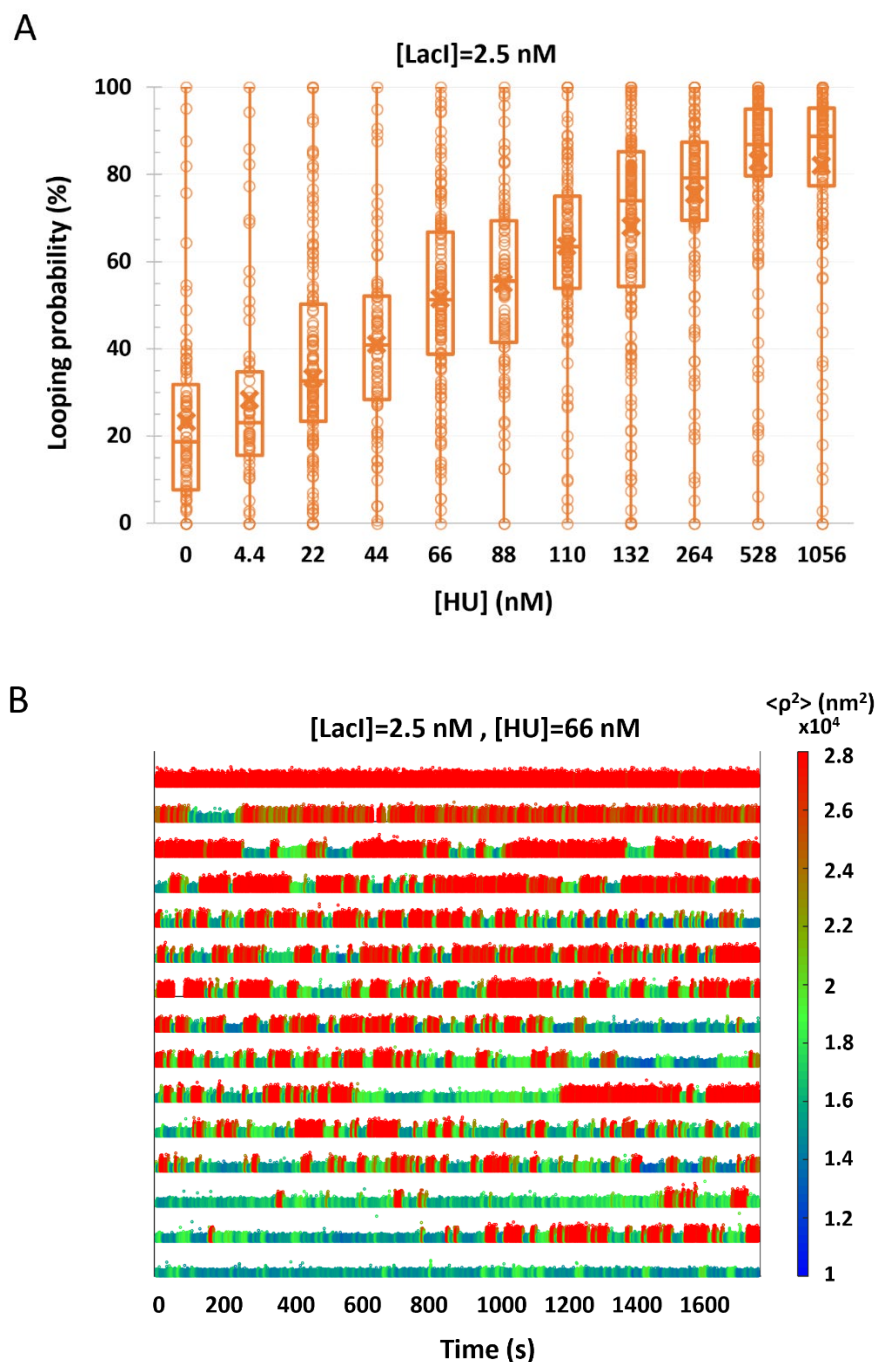 A
[LacI]=2.5 nM
100
80
60
40
20
0
Looping probability (%)
0 4.4 22 44 66 88 110 132 264 528 1056
[HU] (nM)
B
<ρ²> (nm²)
x10⁴
[LacI]=2.5 nM , [HU]=66 nM
2.8
2.6
2.4
2.2
2
1.8
1.6
1.4
1.2
1
0 200 400 600 800 1000 1200 1400 1600
Time (s)